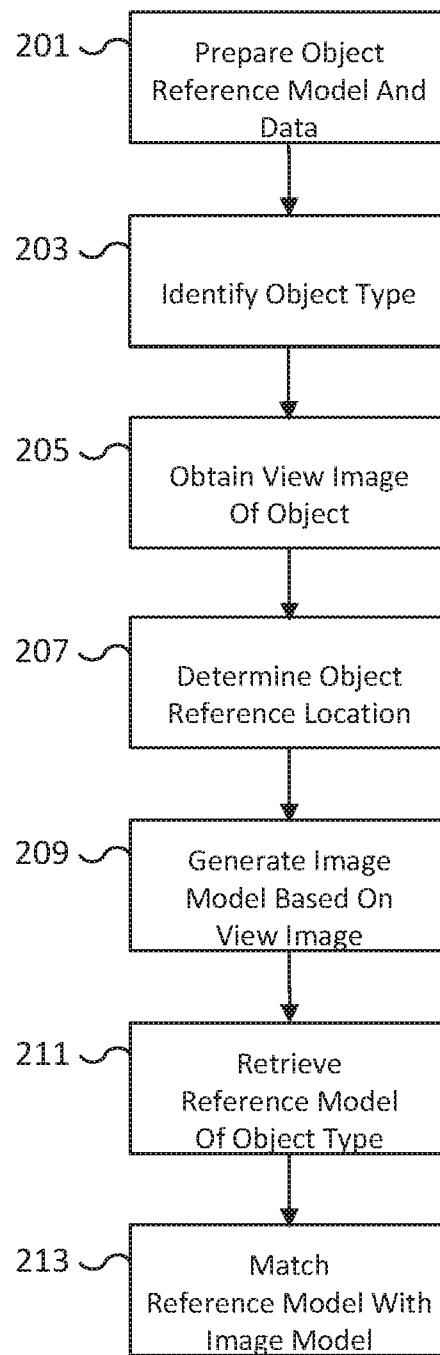 201
Prepare Object
Reference Model And
Data
203
Identify Object Type
205
Obtain View Image
Of Object
207
Determine Object
Reference Location
209
Generate Image
Model Based On
View Image
211
Retrieve
Reference Model
Of Object Type
213
Match
Reference Model With
Image Model